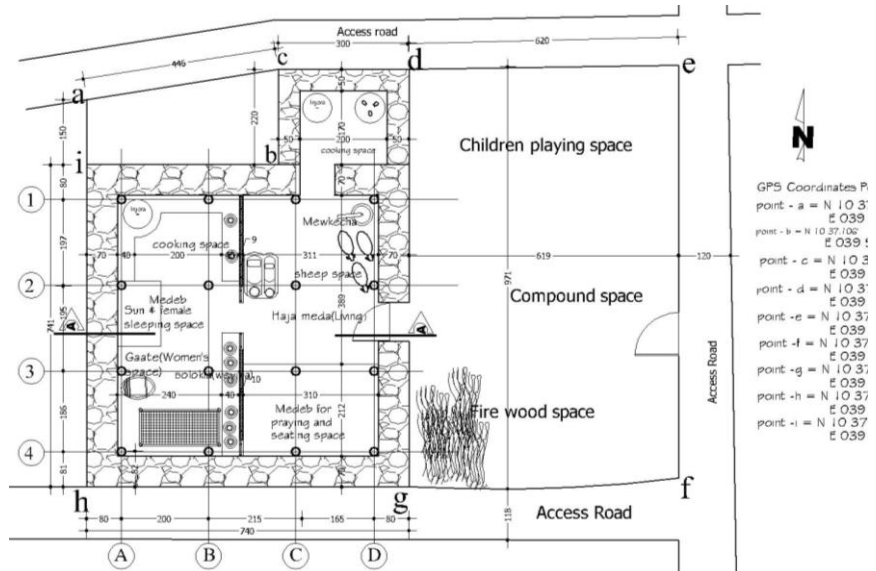 Access road
300
620
446
c
d
e
a
50
220
150
50
200
170
50
cooking space
Children playing space
N
b
i
80
70
1
Mewkecha
cooking space
9
197
70
40
200
311
70
sheep space
619
120
2
Medeb
Sun & female
sleeping space
Haja meda(Living)
389
971
Compound space
741
195
A
A
Gaate(Women's
space)
3
10
240
40
310
Medeb for
praying and
seating space
212
186
Fire wood space
Access Road
4
81
h
g
f
80
200
215
165
80
740
118
Access Road
A
B
C
D
GPS Coordinates
point - a = N 10 37
E 039
point - b = N 10 37.106
E 039
point - c = N 10 37
E 039
point - d = N 10 37
E 039
point - e = N 10 37
E 039
point - f = N 10 37
E 039
point - g = N 10 37
E 039
point - h = N 10 37
E 039
point - i = N 10 37
E 039